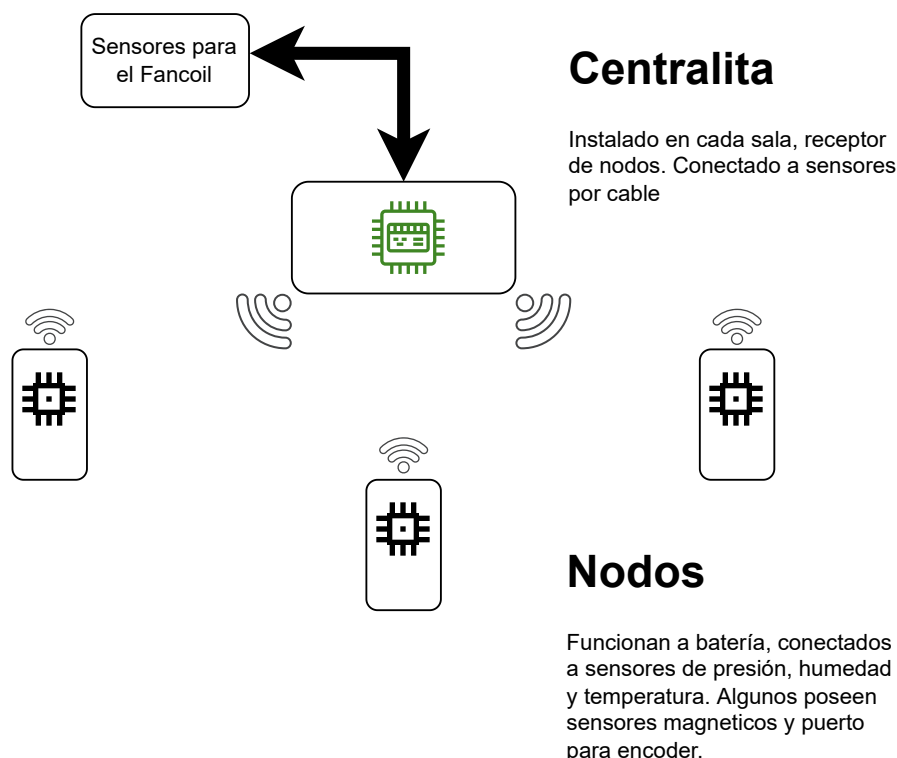 Sensores para
el Fancoil
Centralita
Instalado en cada sala, receptor
de nodos. Conectado a sensores
por cable
Nodos
Funcionan a batería, conectados
a sensores de presión, humedad
y temperatura. Algunos poseen
sensores magneticos y puerto
para encoder.